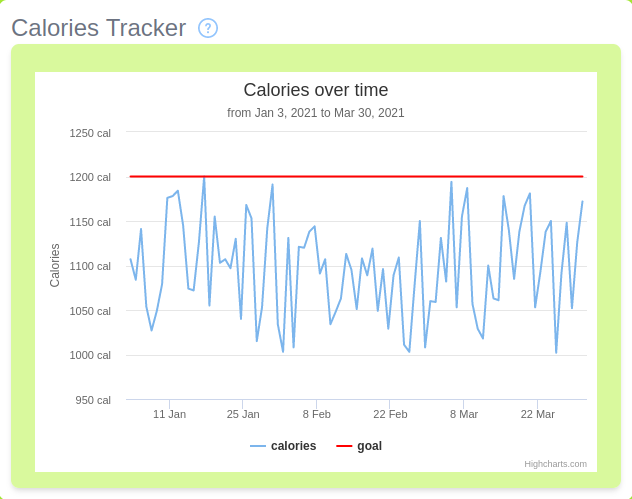 Calories Tracker ?
Calories over time
from Jan 3, 2021 to Mar 30, 2021
1250 cal
1200 cal
1150 cal
1100 cal
1050 cal
1000 cal
950 cal
Calories
11 Jan 25 Jan 8 Feb 22 Feb 8 Mar 22 Mar
calories goal
Highcharts.com